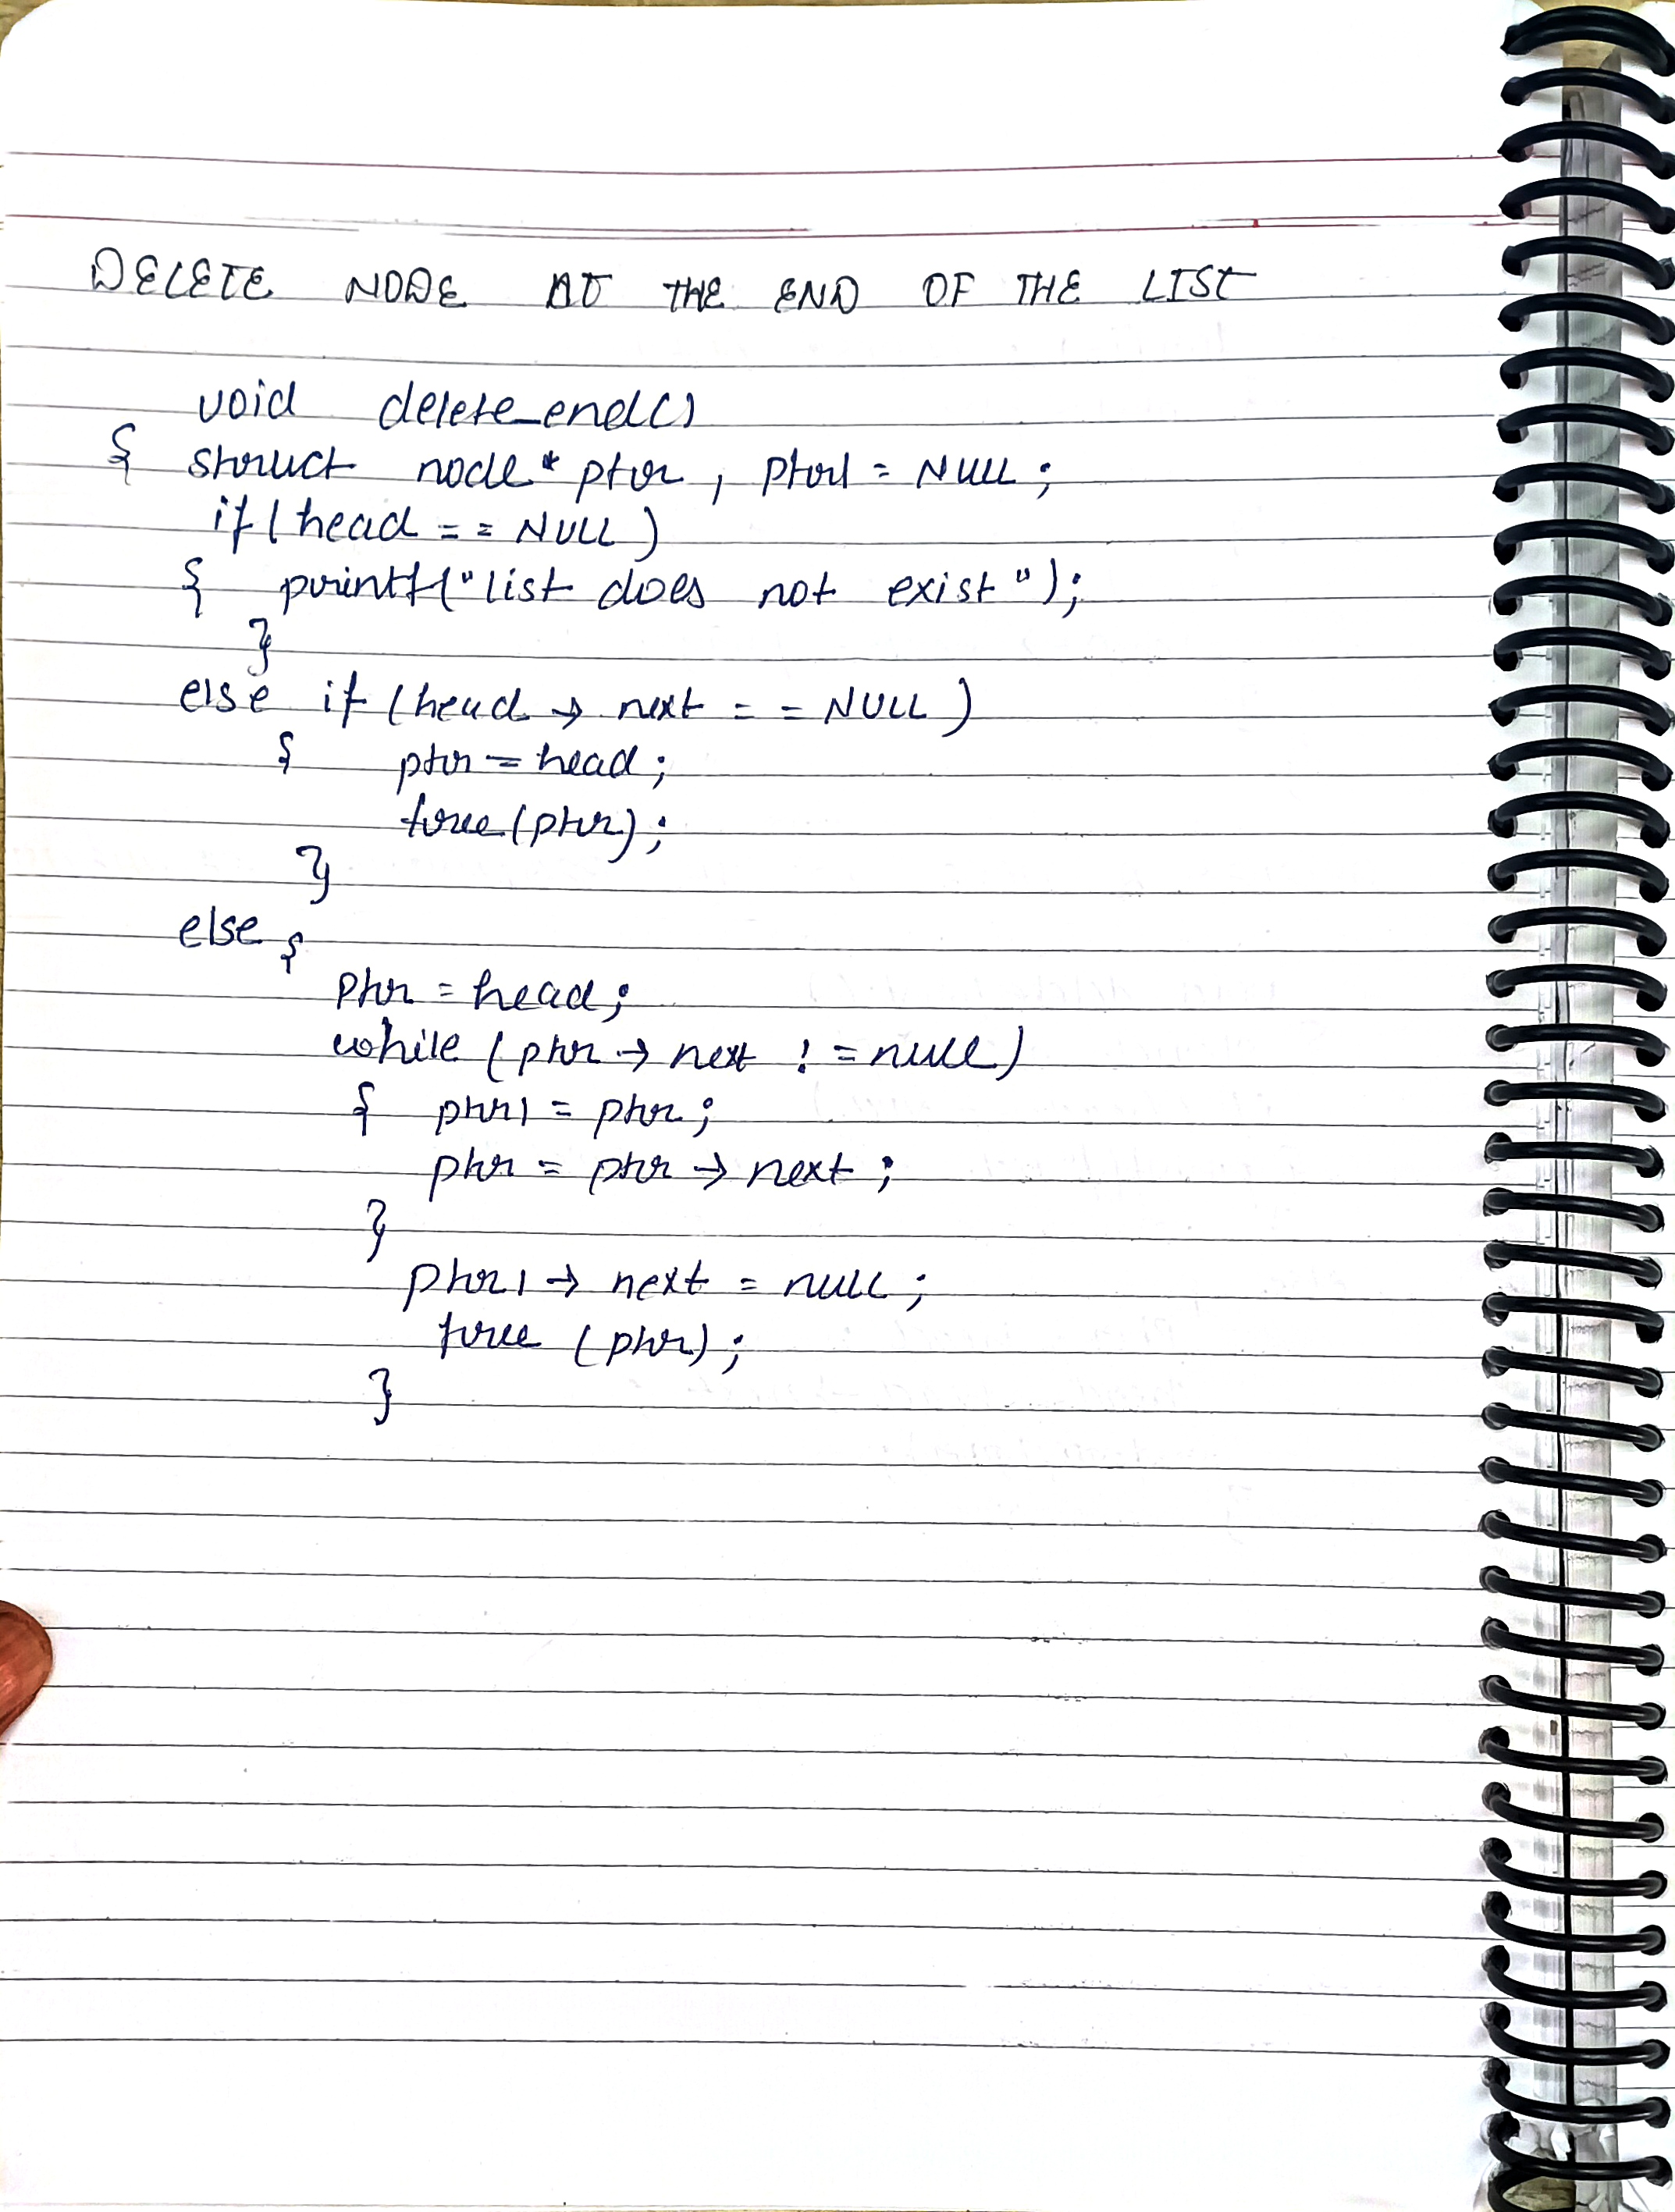 DELETE NODE AT THE END OF THE LIST
void delete_end()
{ struct node * ptr , ptr1 = NULL ;
if ( head = = NULL )
{ printf ( " list does not exist " ) ;
}
else if ( head → next = = NULL )
{ ptr = head ;
free ( ptr ) ;
}
else {
ptr = head ;
while ( ptr → next ! = null )
{ ptr1 = ptr ;
ptr = ptr → next ;
}
ptr1 → next = null ;
free ( ptr ) ;
}